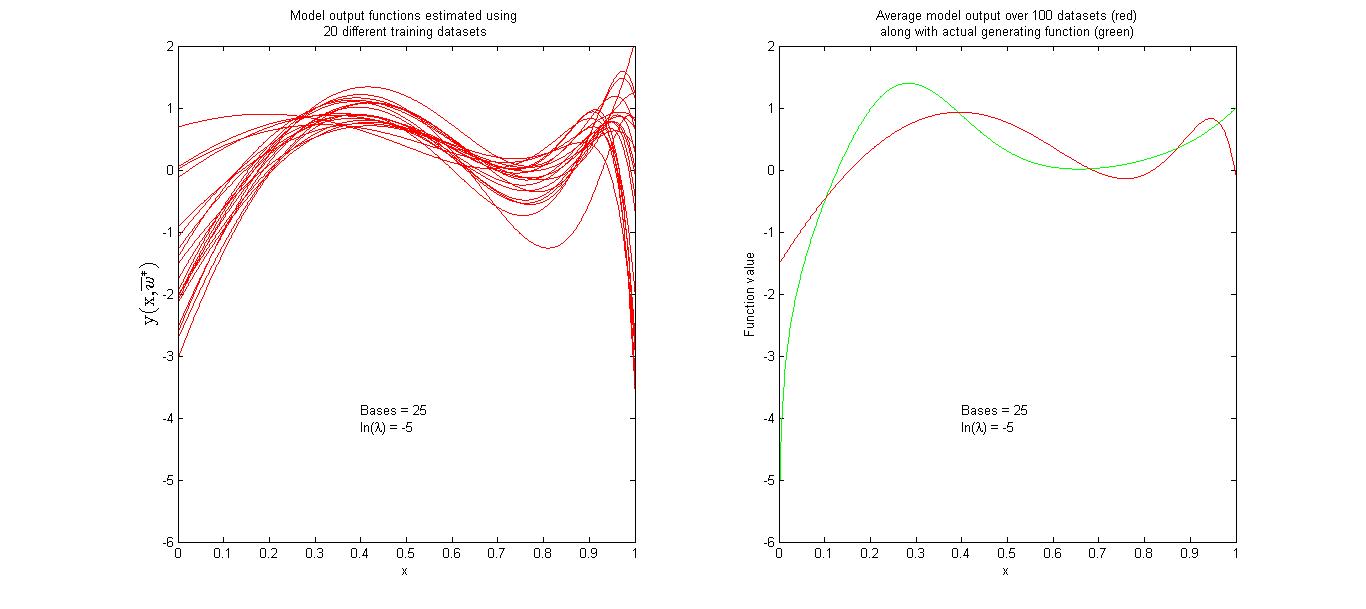 Model output functions estimated using
20 different training datasets
2
1
0
-1
-2
-3
-4
-5
-6
y(x,w̅*)
Bases = 25
ln(λ) = -5
0 0.1 0.2 0.3 0.4 0.5 0.6 0.7 0.8 0.9 1
x
Average model output over 100 datasets (red)
along with actual generating function (green)
2
1
0
-1
-2
-3
-4
-5
-6
Function value
Bases = 25
ln(λ) = -5
0 0.1 0.2 0.3 0.4 0.5 0.6 0.7 0.8 0.9 1
x